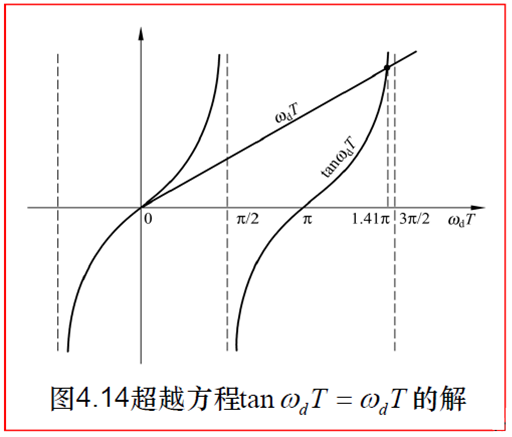 ω_dT
tanω_dT
0 π/2 π 1.41π 3π/2 ω_dT
图4.14超越方程tan ω_dT = ω_dT 的解